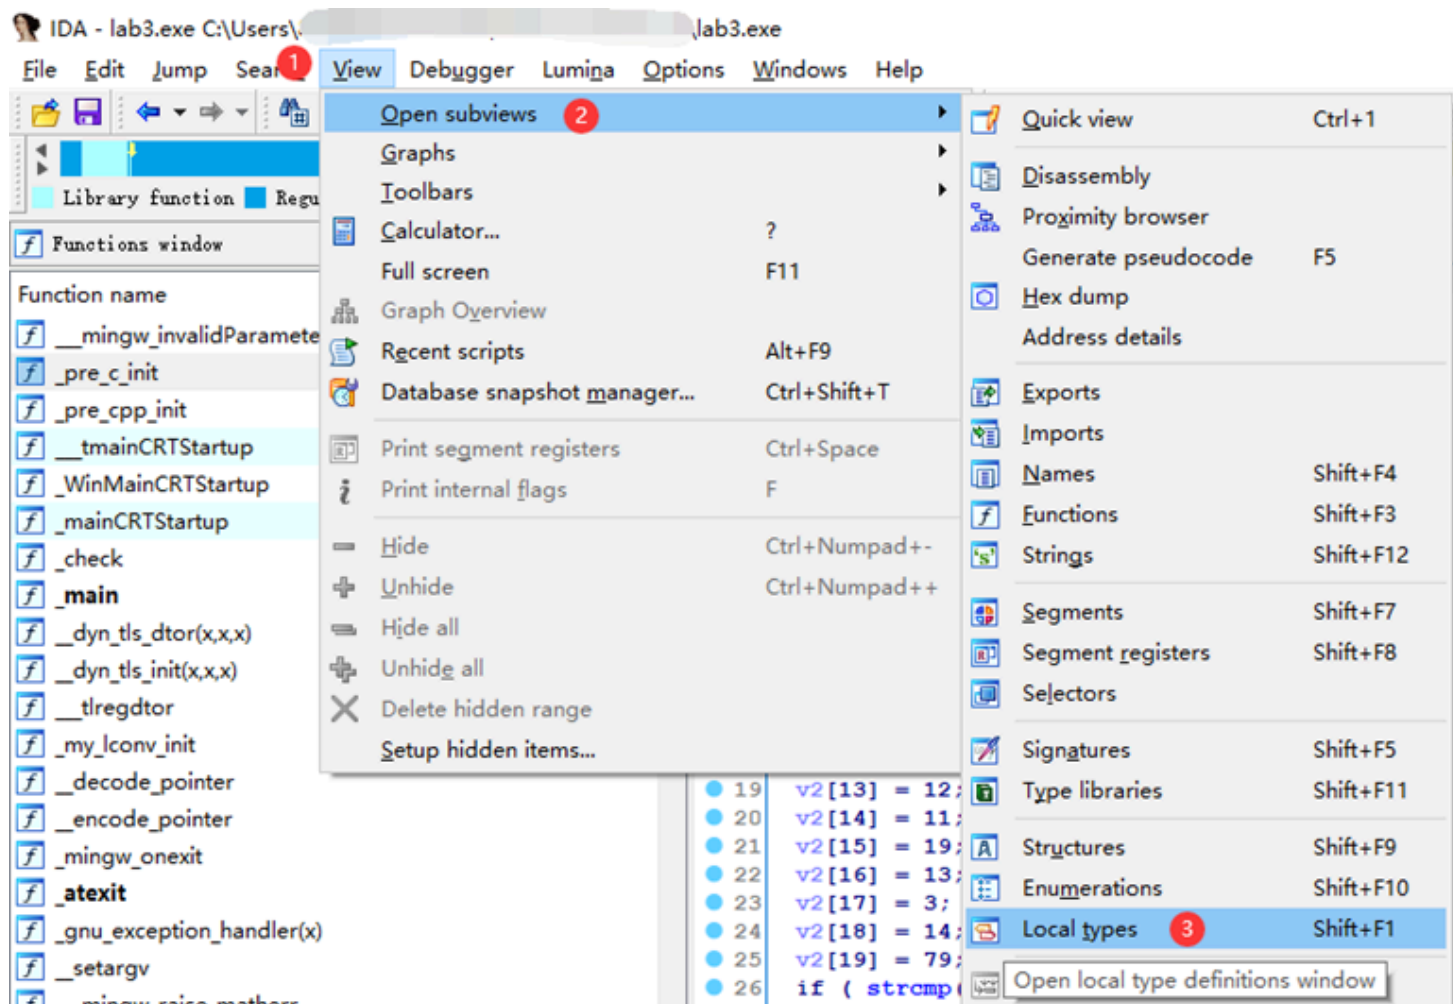 IDA - lab3.exe C:\Users\ \lab3.exe
File Edit Jump View Debugger Lumina Options Windows Help
1
Open subviews 2
Graphs
Toolbars
Calculator... ?
Full screen F11
Graph Overview
Recent scripts Alt+F9
Database snapshot manager... Ctrl+Shift+T
Print segment registers Ctrl+Space
Print internal flags F
Hide Ctrl+Numpad+-
Unhide Ctrl+Numpad++
Hide all
Unhide all
Delete hidden range
Setup hidden items...
Quick view Ctrl+1
Disassembly
Proximity browser
Generate pseudocode F5
Hex dump
Address details
Exports
Imports
Names Shift+F4
Functions Shift+F3
Strings Shift+F12
Segments Shift+F7
Segment registers Shift+F8
Selectors
Signatures Shift+F5
Type libraries Shift+F11
Structures Shift+F9
Enumerations Shift+F10
Local types 3 Shift+F1
Open local type definitions window
Library function
Functions window
Function name
__mingw_invalidParamete
_pre_c_init
_pre_cpp_init
__tmainCRTStartup
_WinMainCRTStartup
_mainCRTStartup
_check
_main
__dyn_tls_dtor(x,x,x)
__dyn_tls_init(x,x,x)
__tlregdtor
_my_lconv_init
__decode_pointer
__encode_pointer
_mingw_onexit
_atexit
_gnu_exception_handler(x)
__setargv
19 v2[13] = 12;
20 v2[14] = 11;
21 v2[15] = 19;
22 v2[16] = 13;
23 v2[17] = 3;
24 v2[18] = 14;
25 v2[19] = 79;
26 if ( strcmp(